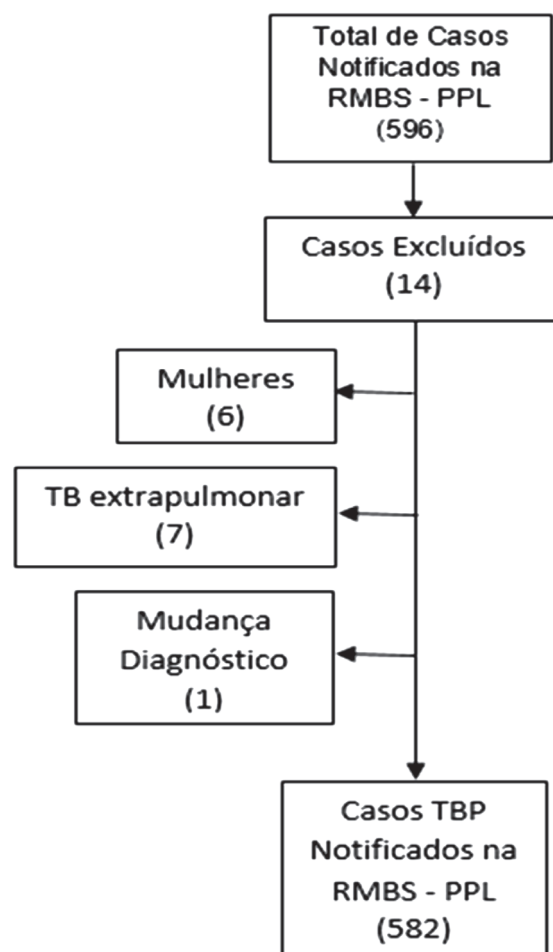 Total de Casos
Notificados na
RMBS - PPL
(596)
Casos Excluídos
(14)
Mulheres
(6)
TB extrapulmonar
(7)
Mudança
Diagnóstico
(1)
Casos TBP
Notificados na
RMBS - PPL
(582)